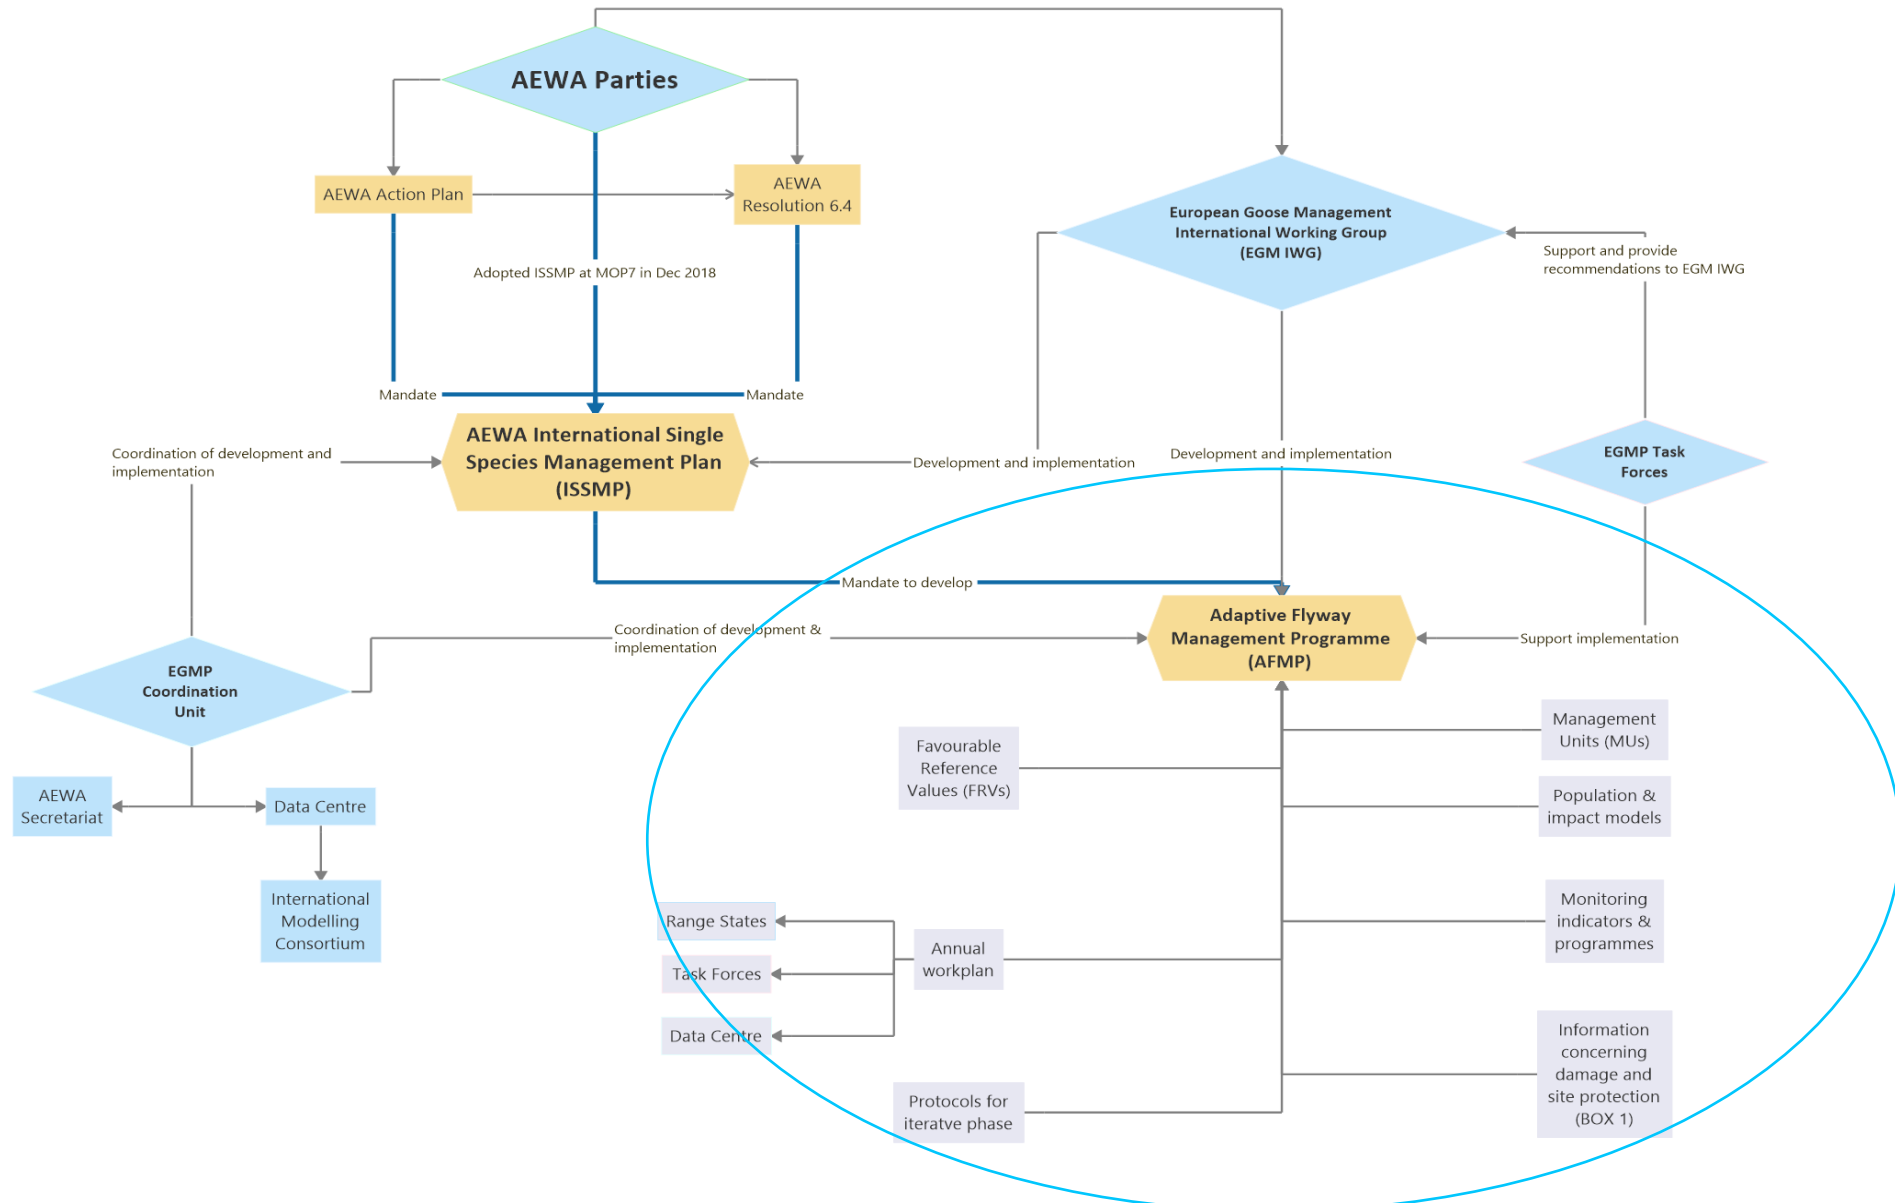 AEWA Parties
AEWA Action Plan
AEWA
Resolution 6.4
Adopted ISSMP at MOP7 in Dec 2018
European Goose Management
International Working Group
(EGM IWG)
Support and provide
recommendations to EGM IWG
Mandate
Mandate
AEWA International Single
Species Management Plan
(ISSMP)
Coordination of development and
implementation
Development and implementation
Development and implementation
EGMP Task
Forces
Mandate to develop
Adaptive Flyway
Management Programme
(AFMP)
Coordination of development &
implementation
Support implementation
EGMP
Coordination
Unit
AEWA
Secretariat
Data Centre
International
Modelling
Consortium
Favourable
Reference
Values (FRVs)
Management
Units (MUs)
Population &
impact models
Monitoring
indicators &
programmes
Range States
Task Forces
Data Centre
Annual
workplan
Information
concerning
damage and
site protection
(BOX 1)
Protocols for
iteratve phase